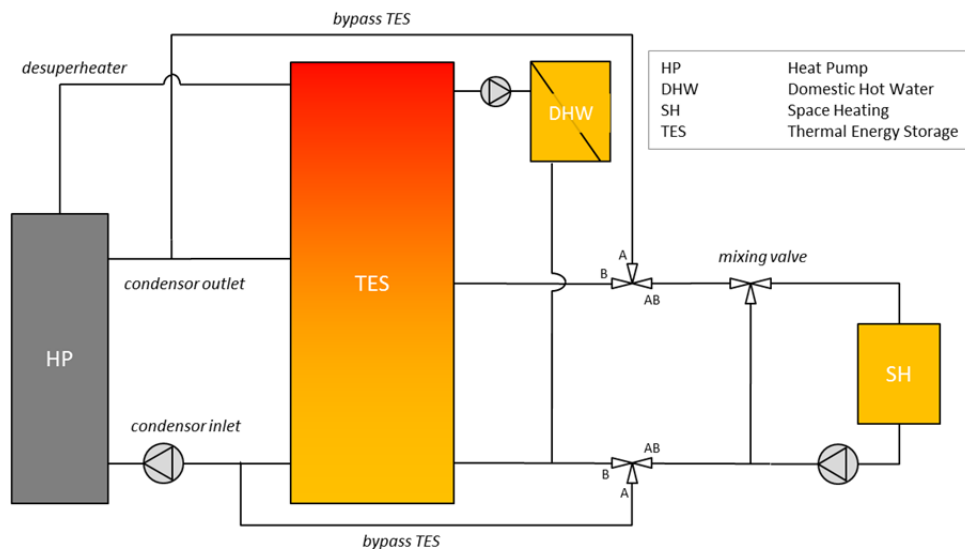 bypass TES
desuperheater
HP Heat Pump
DHW Domestic Hot Water
SH Space Heating
TES Thermal Energy Storage
DHW
A
B
AB
mixing valve
condensor outlet
TES
HP
SH
condensor inlet
AB
B
A
bypass TES